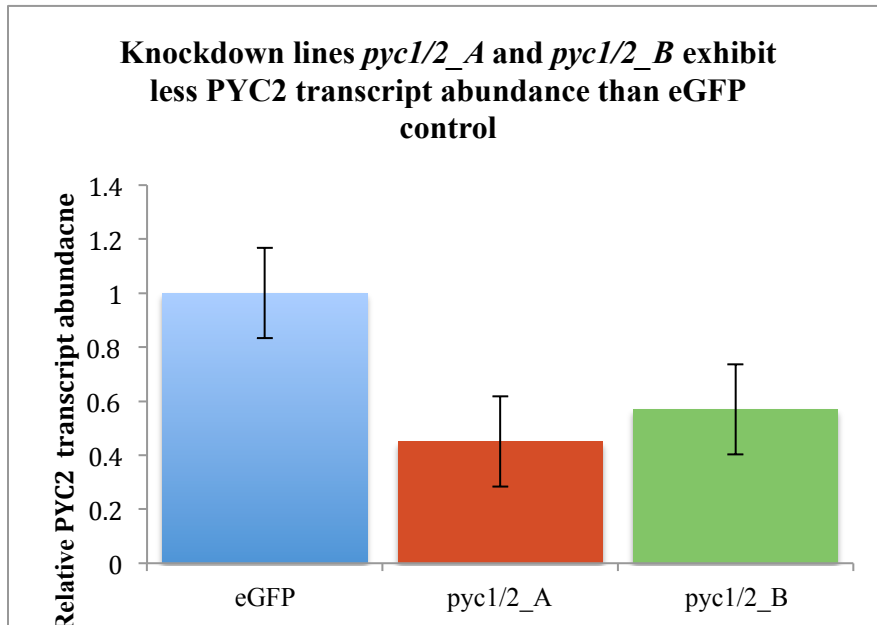 Knockdown lines pyc1/2_A and pyc1/2_B exhibit
less PYC2 transcript abundance than eGFP
control
Relative PYC2 transcript abundacne
1.4
1.2
1
0.8
0.6
0.4
0.2
0
eGFP
pyc1/2_A
pyc1/2_B